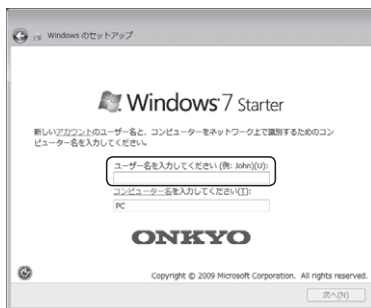 Windows のセットアップ
Windows 7 Starter
新しいアカウントのユーザー名と、コンピューターをネットワーク上で識別するためのコン
ピューター名を入力してください。
ユーザー名を入力してください (例: John)(U):
コンピューター名を入力してください(T):
PC
ONKYO
Copyright © 2009 Microsoft Corporation. All rights reserved.
次へ(N)